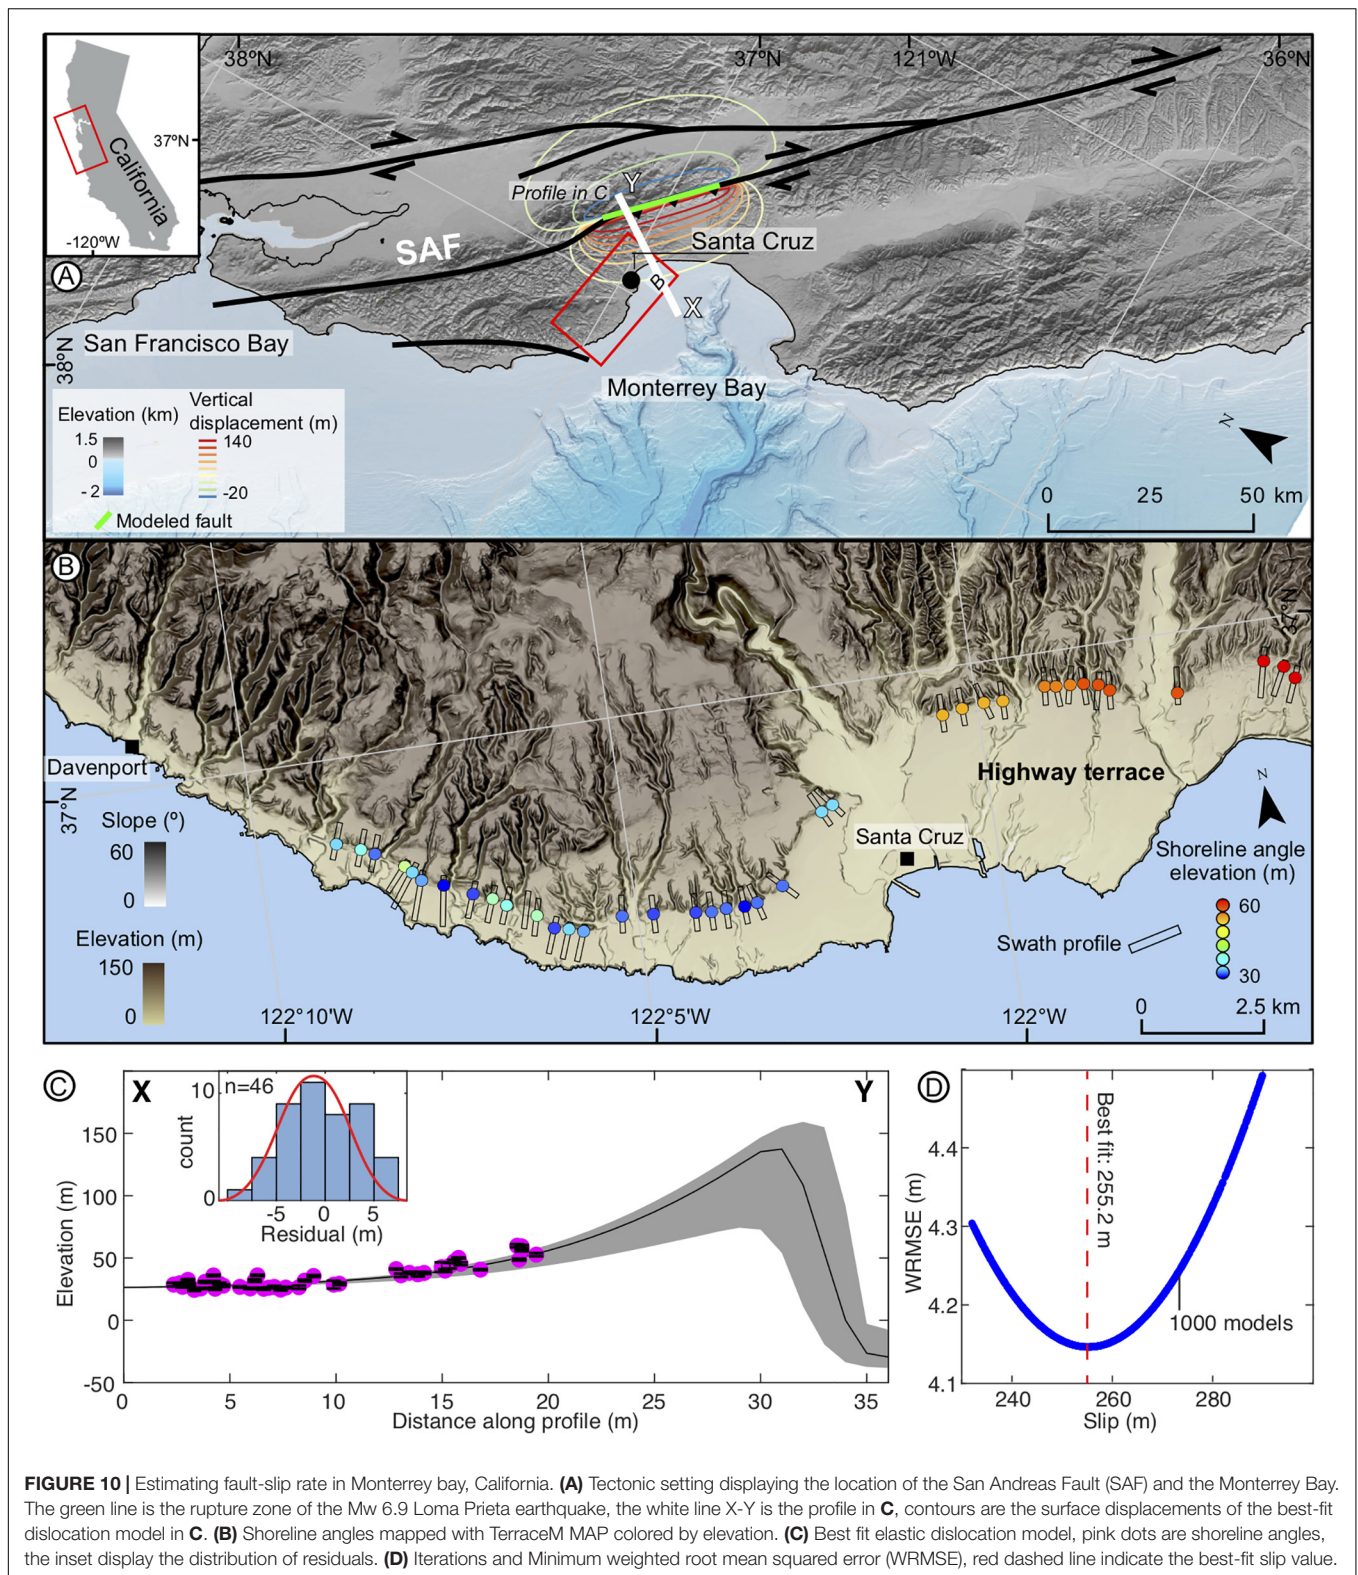 38ºN
37ºN
121ºW
36ºN
37ºN
California
-120ºW
A
Profile in C
Y
SAF
Santa Cruz
B
X
San Francisco Bay
38ºN
Monterrey Bay
Elevation (km)
1.5
0
- 2
Vertical
displacement (m)
140
-20
Modeled fault
N
0 25 50 km
B
Davenport
37ºN
Slope (º)
60
0
Elevation (m)
150
0
Highway terrace
Santa Cruz
N
Shoreline angle
elevation (m)
60
30
Swath profile
0 2.5 km
122°10'W
122°5'W
122°W
C
X
Y
n=46
10
0
count
-5 0 5
Residual (m)
150
100
50
0
-50
Elevation (m)
0 5 10 15 20 25 30 35
Distance along profile (m)
D
Best fit: 255.2 m
4.4
4.3
4.2
4.1
WRMSE (m)
1000 models
240 260 280
Slip (m)
FIGURE 10 | Estimating fault-slip rate in Monterrey bay, California. (A) Tectonic setting displaying the location of the San Andreas Fault (SAF) and the Monterrey Bay.
The green line is the rupture zone of the Mw 6.9 Loma Prieta earthquake, the white line X-Y is the profile in C, contours are the surface displacements of the best-fit
dislocation model in C. (B) Shoreline angles mapped with TerraceM MAP colored by elevation. (C) Best fit elastic dislocation model, pink dots are shoreline angles,
the inset display the distribution of residuals. (D) Iterations and Minimum weighted root mean squared error (WRMSE), red dashed line indicate the best-fit slip value.